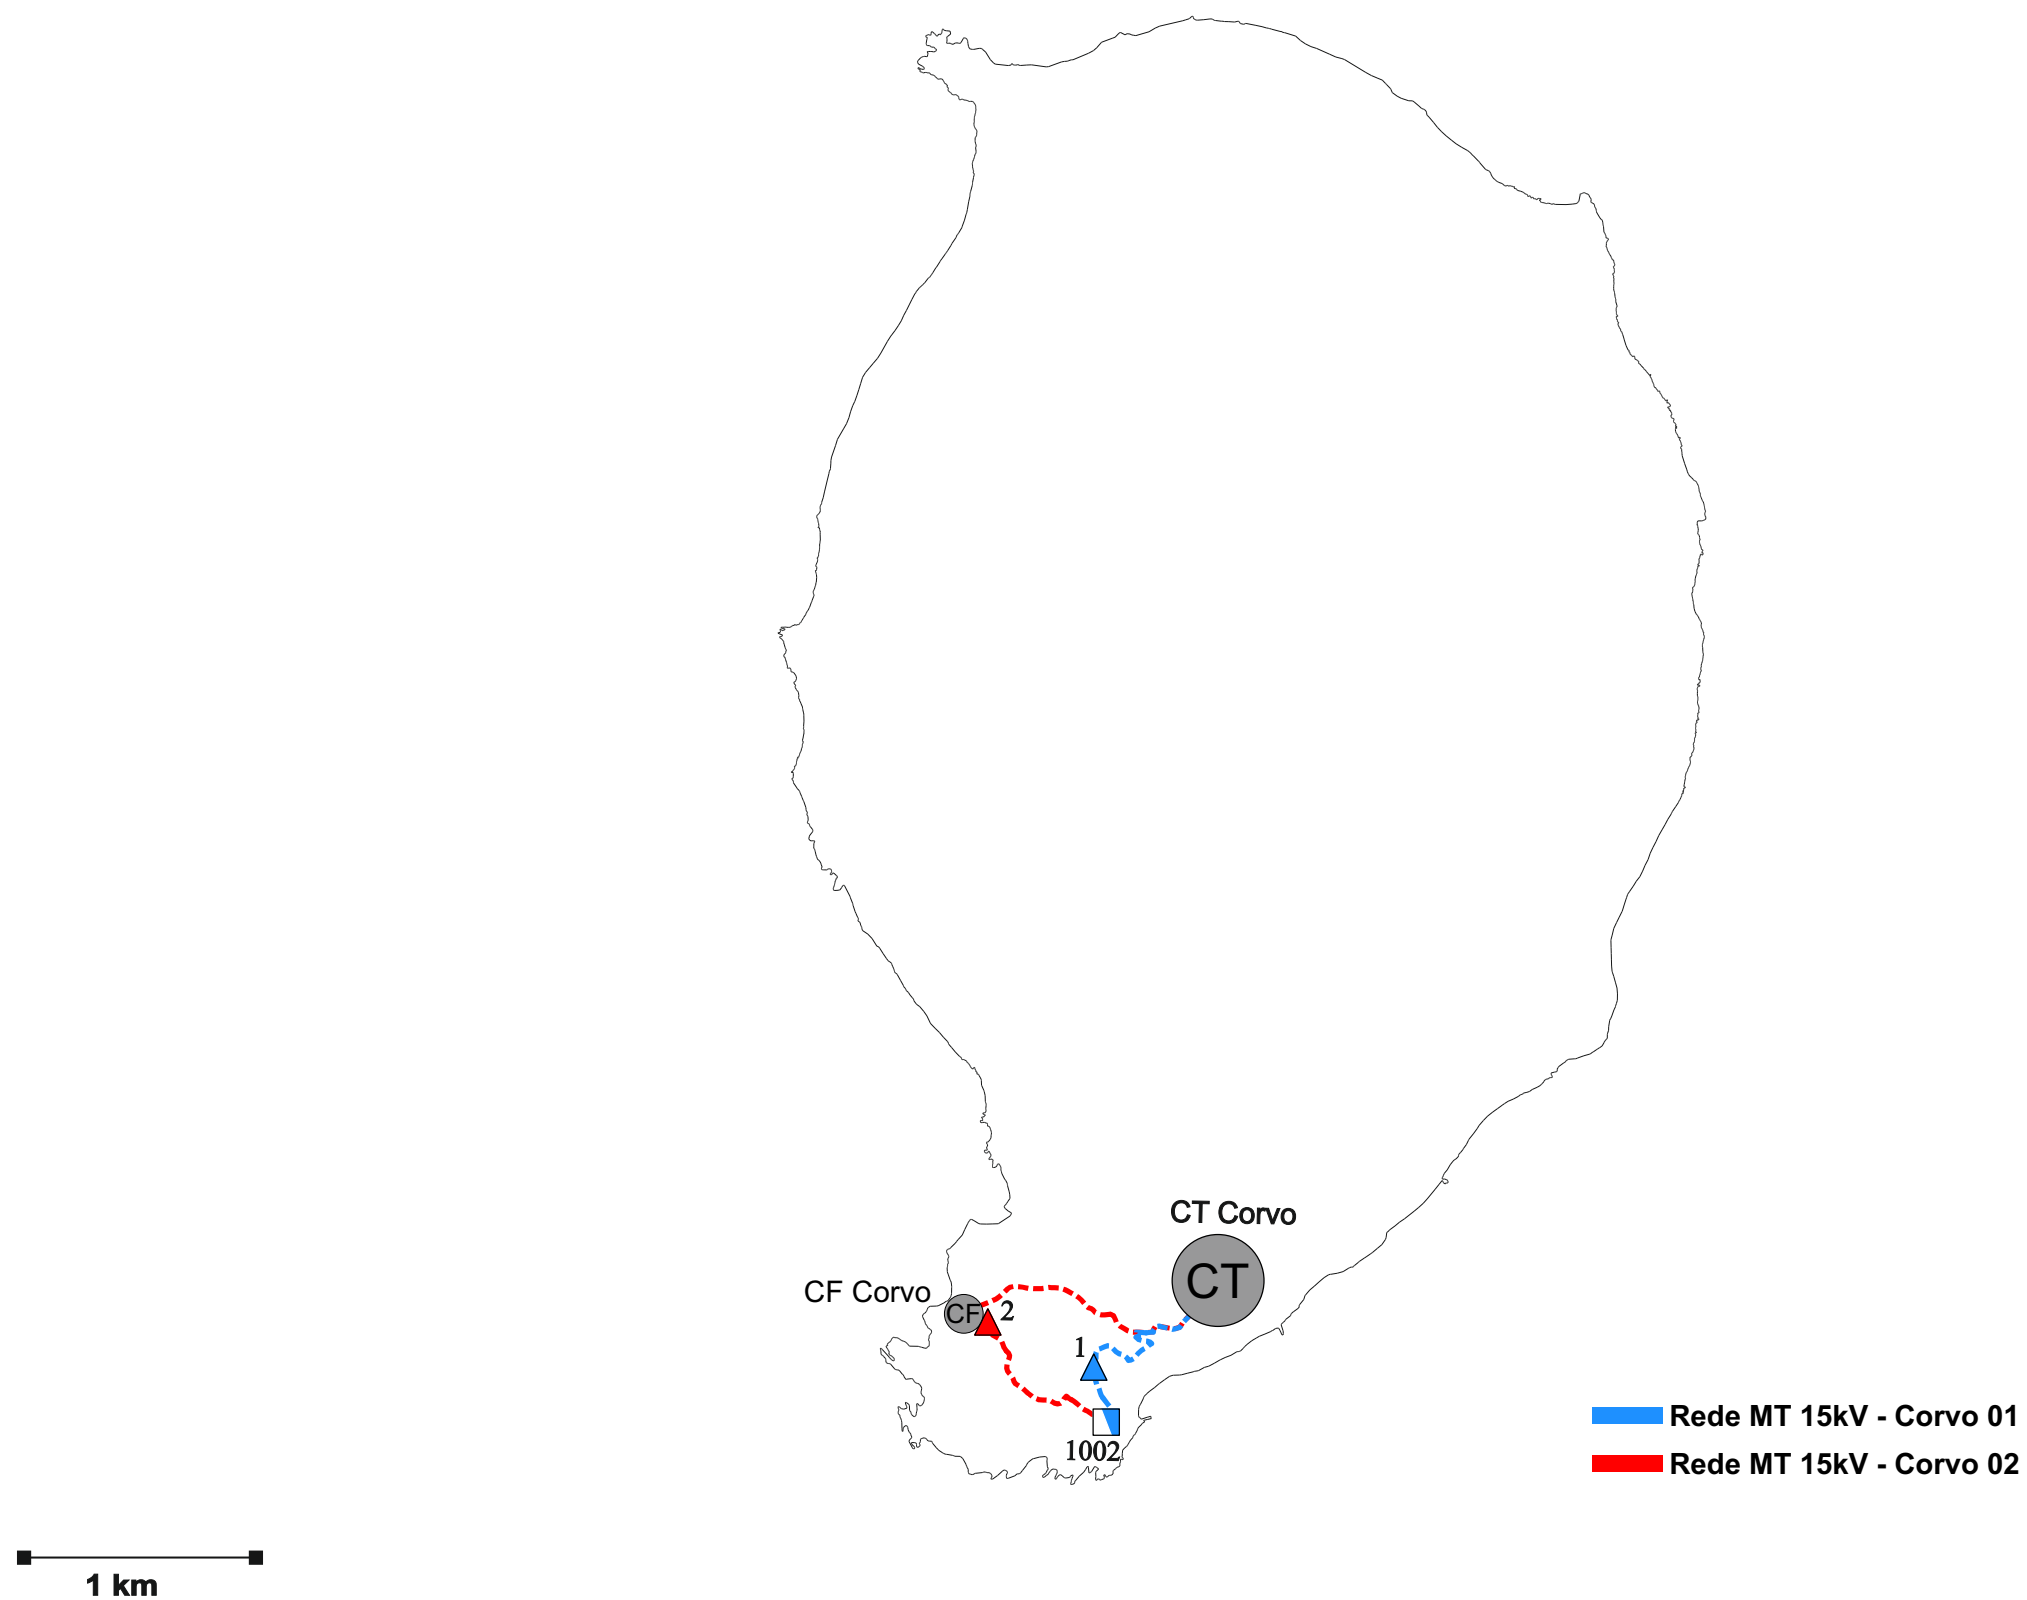 CT Corvo
CT
CF Corvo
CF
2
1
1002
Rede MT 15kV - Corvo 01
Rede MT 15kV - Corvo 02
1 km